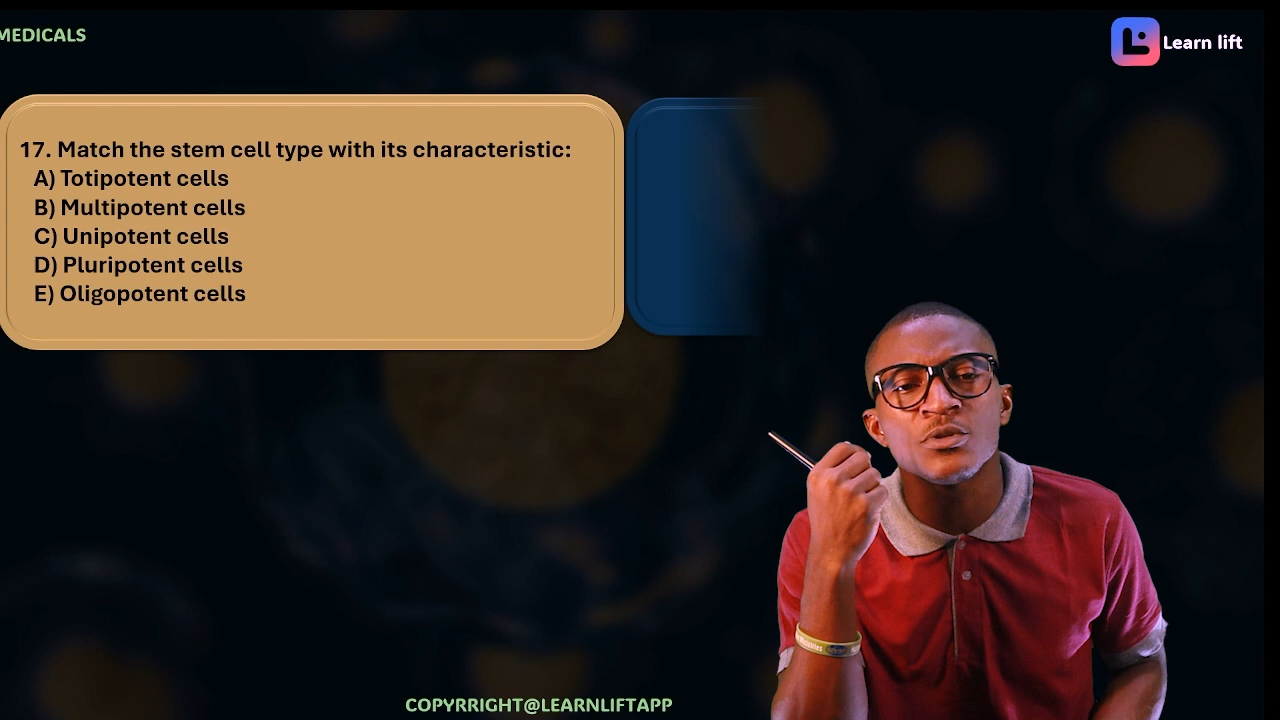 MEDICALS
Learn lift
17. Match the stem cell type with its characteristic:
A) Totipotent cells
B) Multipotent cells
C) Unipotent cells
D) Pluripotent cells
E) Oligopotent cells
COPYRRIGHT@LEARNLIFTAPP